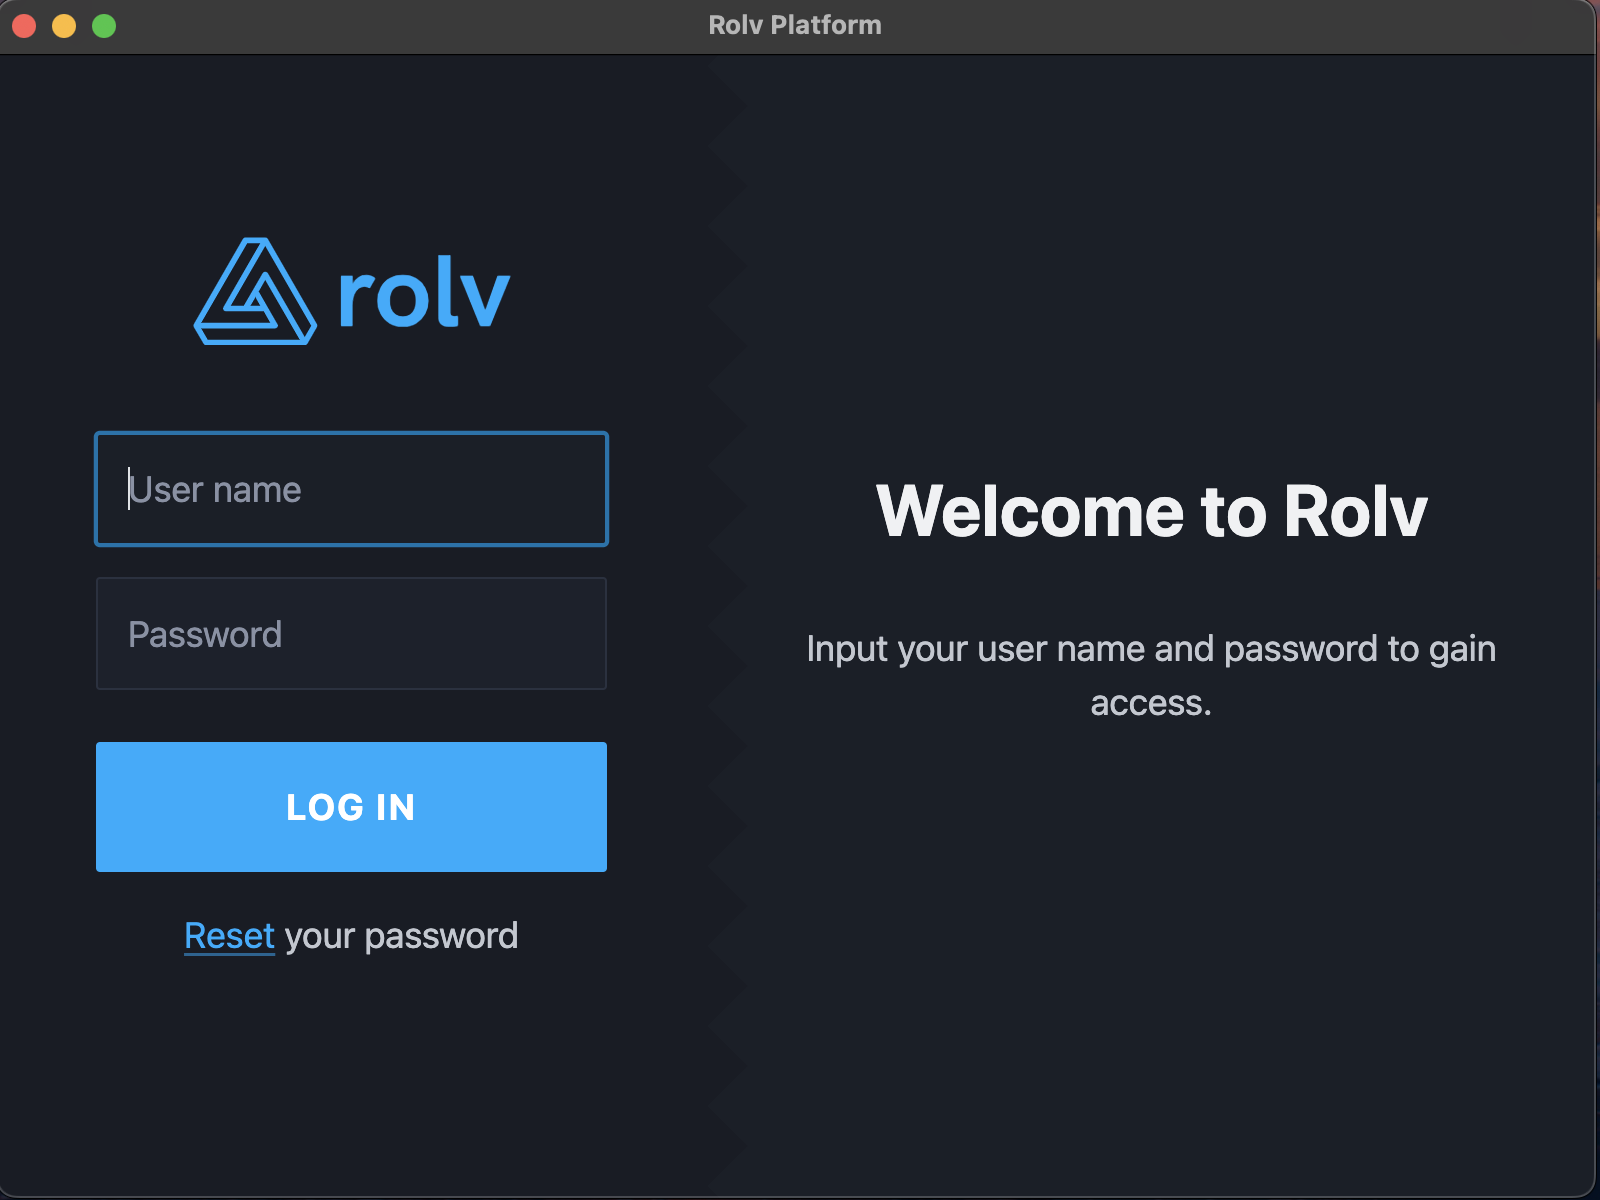 Rolv Platform
rolv
User name
Password
LOG IN
Reset your password
Welcome to Rolv
Input your user name and password to gain
access.